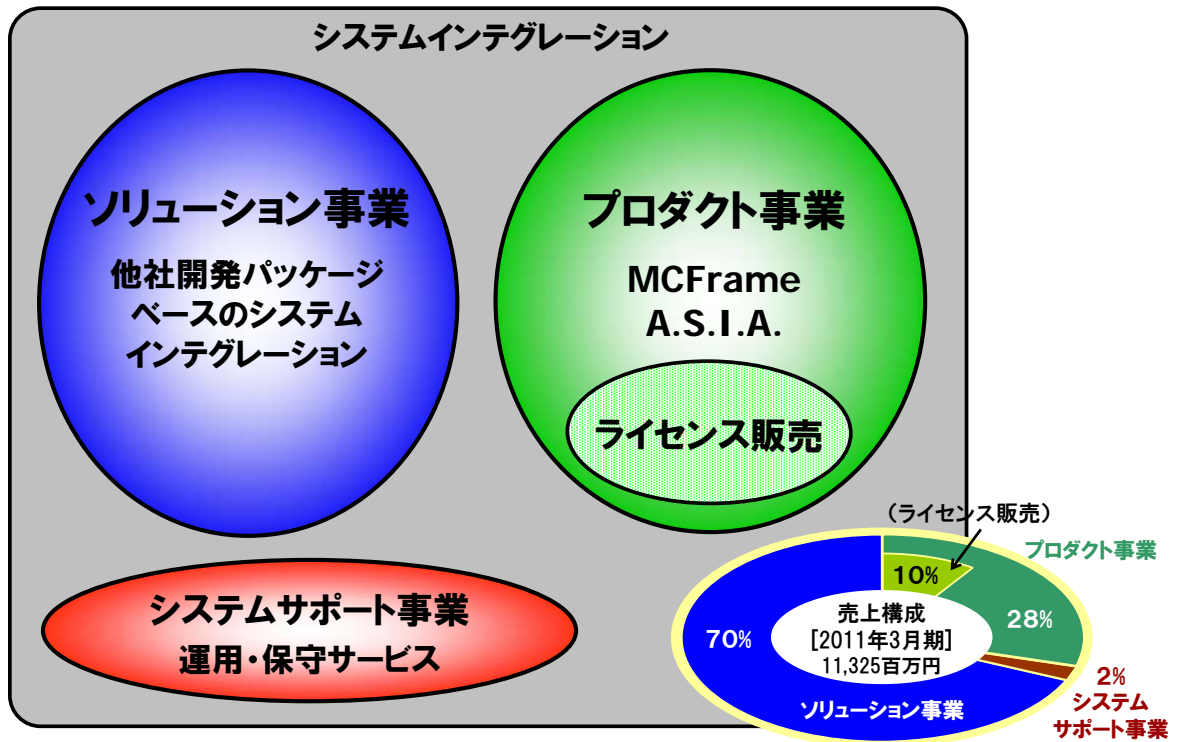 システムインテグレーション
ソリューション事業
他社開発パッケージ
ベースのシステム
インテグレーション
プロダクト事業
MCFrame
A.S.I.A.
ライセンス販売
システムサポート事業
運用・保守サービス
(ライセンス販売)
プロダクト事業
10%
28%
70%
売上構成
[2011年3月期]
11,325百万円
2%
システム
サポート事業
ソリューション事業